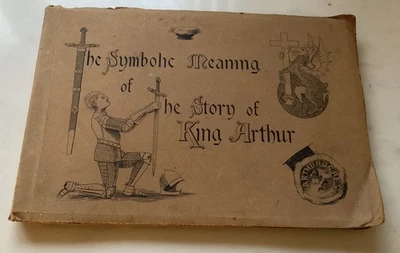 The Symbolic Meaning
of
The Story of
King Arthur